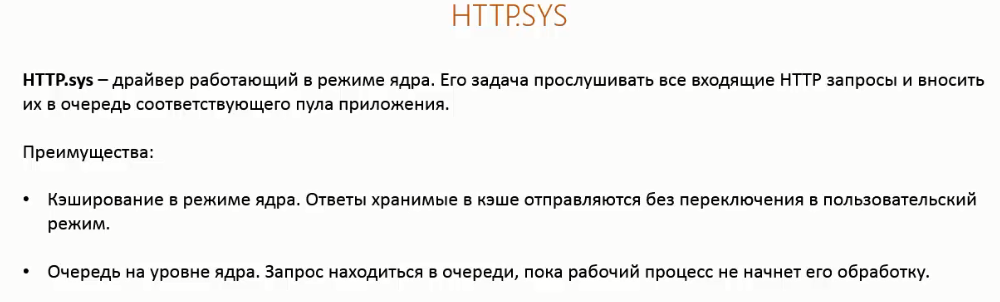 HTTP.SYS
HTTP.sys – драйвер работающий в режиме ядра. Его задача прослушивать все входящие HTTP запросы и вносить
их в очередь соответствующего пула приложения.
Преимущества:
• Кэширование в режиме ядра. Ответы хранимые в кэше отправляются без переключения в пользовательский
режим.
• Очередь на уровне ядра. Запрос находиться в очереди, пока рабочий процесс не начнет его обработку.